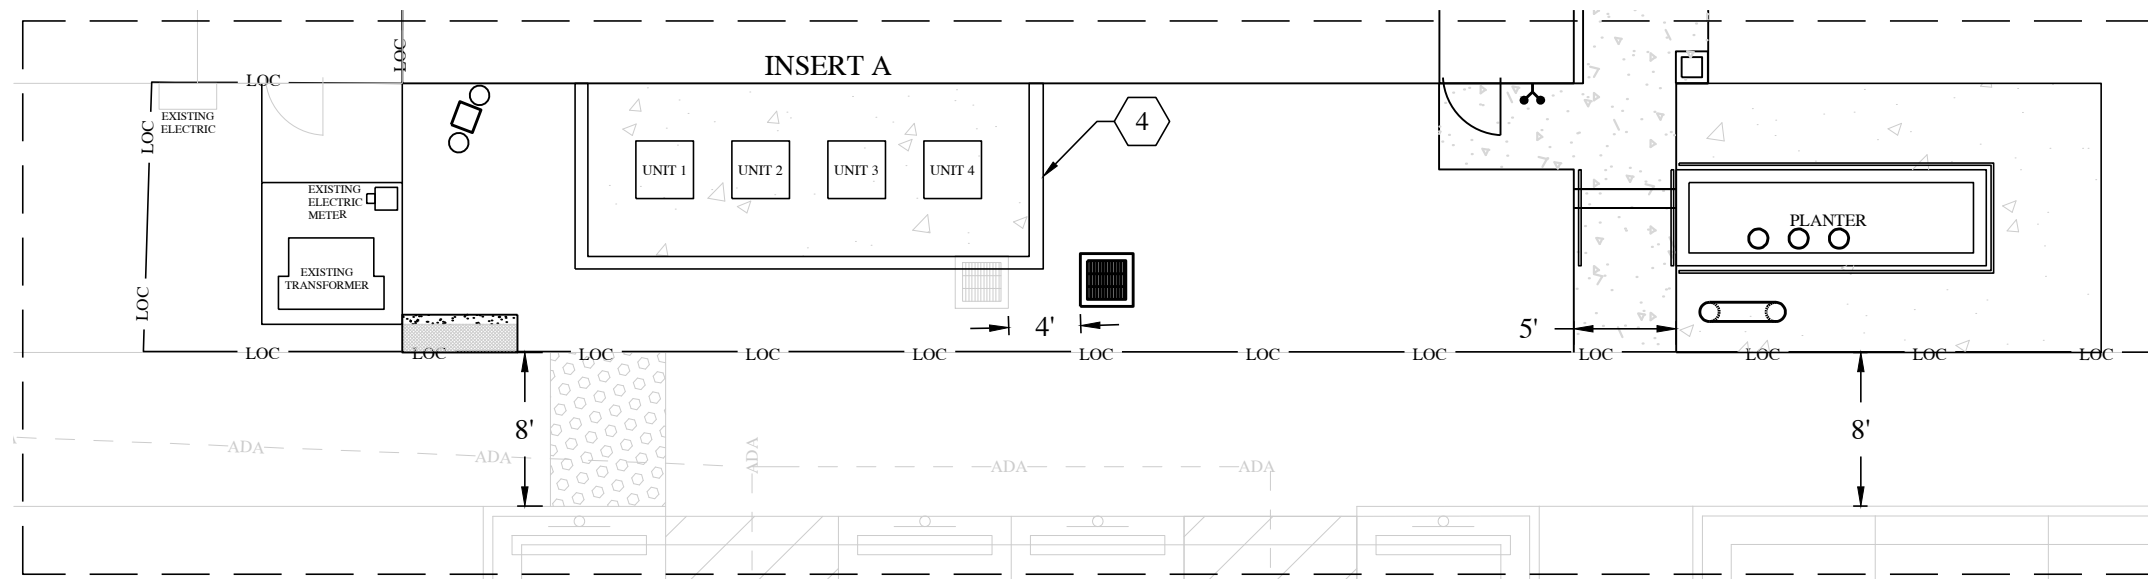 INSERT A
LOC
LOC
EXISTING
ELECTRIC
LOC
4
UNIT 1
UNIT 2
UNIT 3
UNIT 4
EXISTING
ELECTRIC
METER
PLANTER
EXISTING
TRANSFORMER
LOC
4'
5'
LOC
LOC
LOC
LOC
LOC
LOC
LOC
LOC
LOC
LOC
LOC
LOC
8'
8'
ADA
ADA
ADA
ADA
ADA